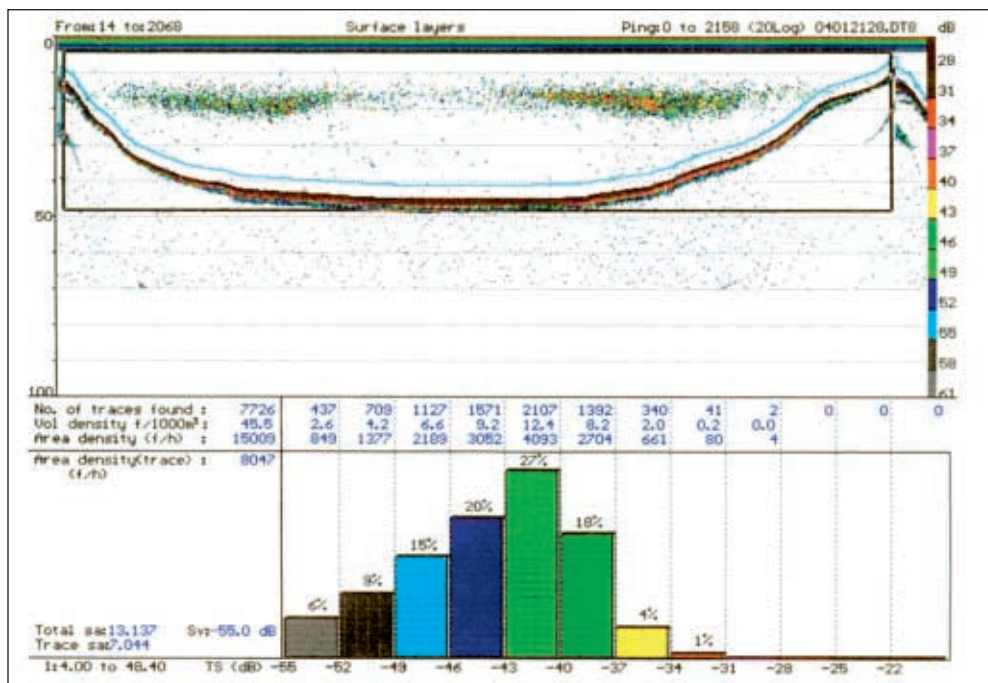 From:14 to:2068 Surface layers Ping:0 to 2158 (20Log) 04012128.DT8 dB
0
50
100
28
31
34
37
40
43
46
49
52
55
58
61
No. of traces found : 7726 437 709 1127 1571 2107 1392 340 41 2 0 0 0
Vol density f/1000m³: 45.5 2.6 4.2 6.6 9.2 12.4 8.2 2.0 0.2 0.0
Area density (f/h) : 15009 849 1377 2189 3052 4093 2704 661 80 4
Area density(trace) : 8047
(f/h)
6%
9%
15%
20%
27%
18%
4%
1%
Total sa:13.137 Sv:-55.0 dB
Trace sa:7.044
1:4.00 to 48.40 TS (dB) -55 -52 -49 -46 -43 -40 -37 -34 -31 -28 -25 -22